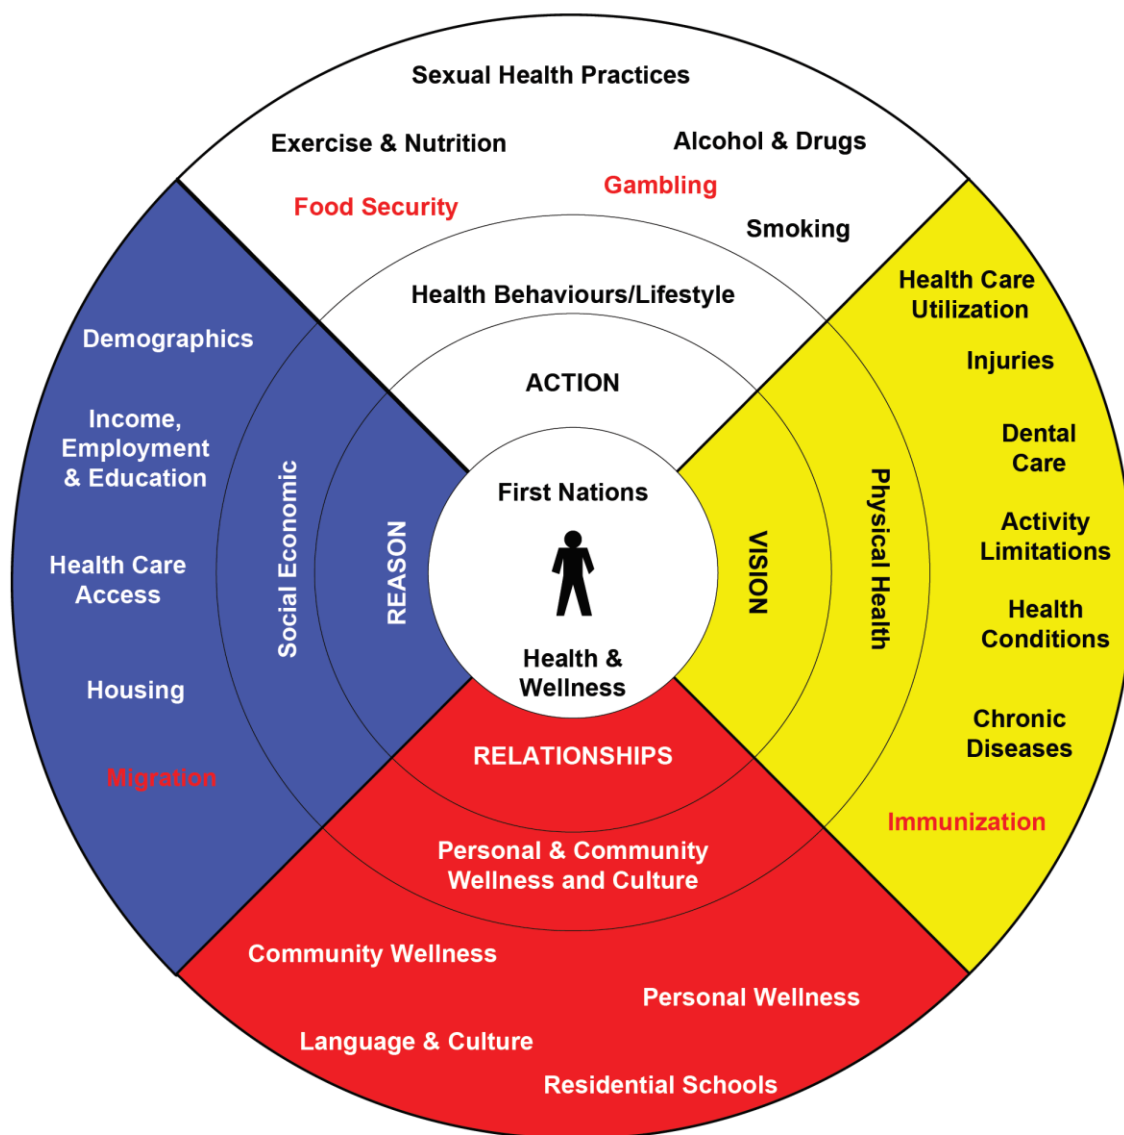 Sexual Health Practices
Exercise & Nutrition
Alcohol & Drugs
Food Security
Gambling
Smoking
Health Behaviours/Lifestyle
ACTION
Demographics
Income,
Employment
& Education
Health Care
Access
Housing
Migration
Social Economic
REASON
First Nations
Health &
Wellness
VISION
Physical Health
Health Care
Utilization
Injuries
Dental
Care
Activity
Limitations
Health
Conditions
Chronic
Diseases
Immunization
RELATIONSHIPS
Personal & Community
Wellness and Culture
Community Wellness
Personal Wellness
Language & Culture
Residential Schools